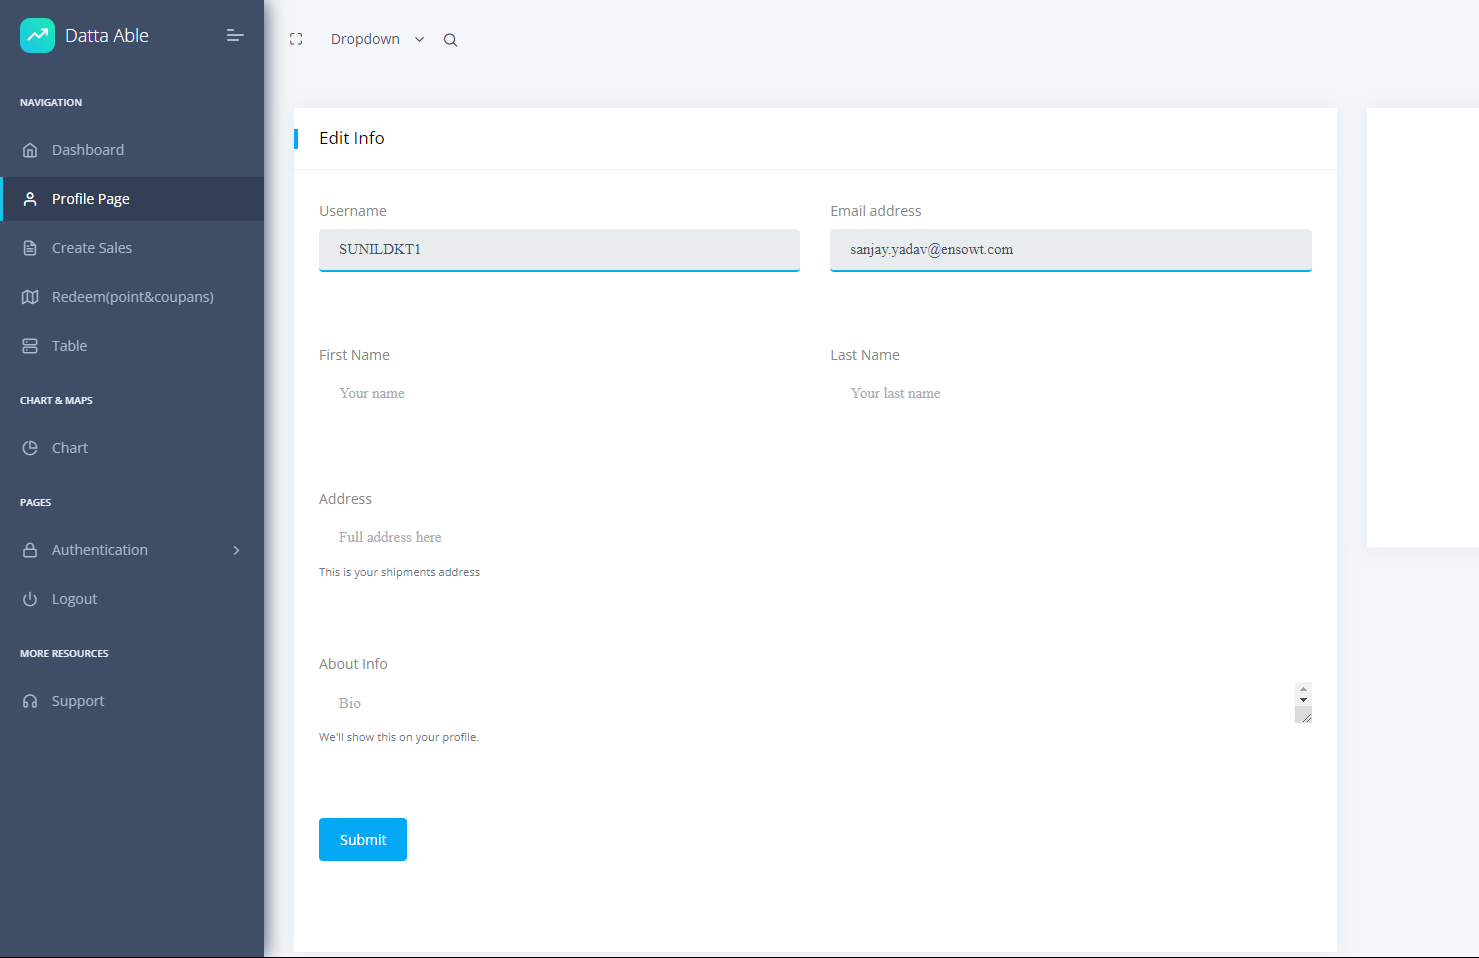 Datta Able
NAVIGATION
Dashboard
Profile Page
Create Sales
Redeem(point&coupans)
Table
CHART & MAPS
Chart
PAGES
Authentication
Logout
MORE RESOURCES
Support
Dropdown
Edit Info
Username
Email address
SUNILDKT1
sanjay.yadav@ensowt.com
First Name
Last Name
Your name
Your last name
Address
Full address here
This is your shipments address
About Info
Bio
We'll show this on your profile.
Submit